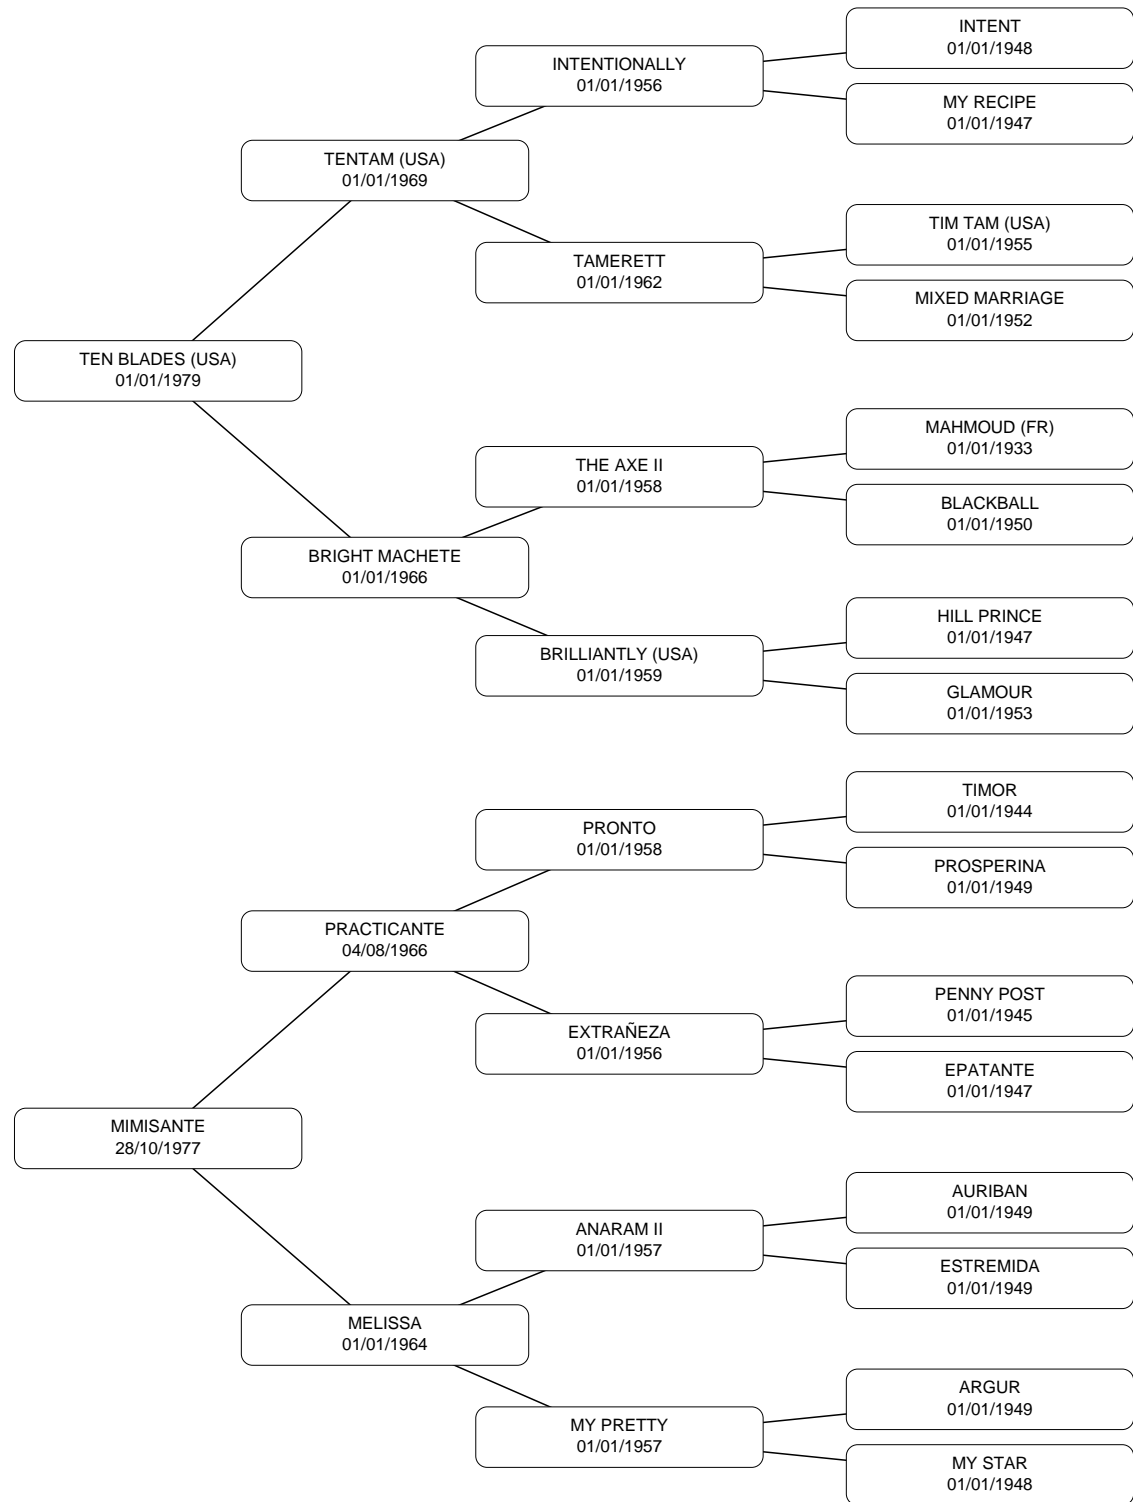 INTENT
01/01/1948
INTENTIONALLY
01/01/1956
MY RECIPE
01/01/1947
TENTAM (USA)
01/01/1969
TIM TAM (USA)
01/01/1955
TAMERETT
01/01/1962
MIXED MARRIAGE
01/01/1952
TEN BLADES (USA)
01/01/1979
MAHMOUD (FR)
01/01/1933
THE AXE II
01/01/1958
BLACKBALL
01/01/1950
BRIGHT MACHETE
01/01/1966
HILL PRINCE
01/01/1947
BRILLIANTLY (USA)
01/01/1959
GLAMOUR
01/01/1953
TIMOR
01/01/1944
PRONTO
01/01/1958
PROSPERINA
01/01/1949
PRACTICANTE
04/08/1966
PENNY POST
01/01/1945
EXTRAÑEZA
01/01/1956
EPATANTE
01/01/1947
MIMISANTE
28/10/1977
AURIBAN
01/01/1949
ANARAM II
01/01/1957
ESTREMIDA
01/01/1949
MELISSA
01/01/1964
ARGUR
01/01/1949
MY PRETTY
01/01/1957
MY STAR
01/01/1948